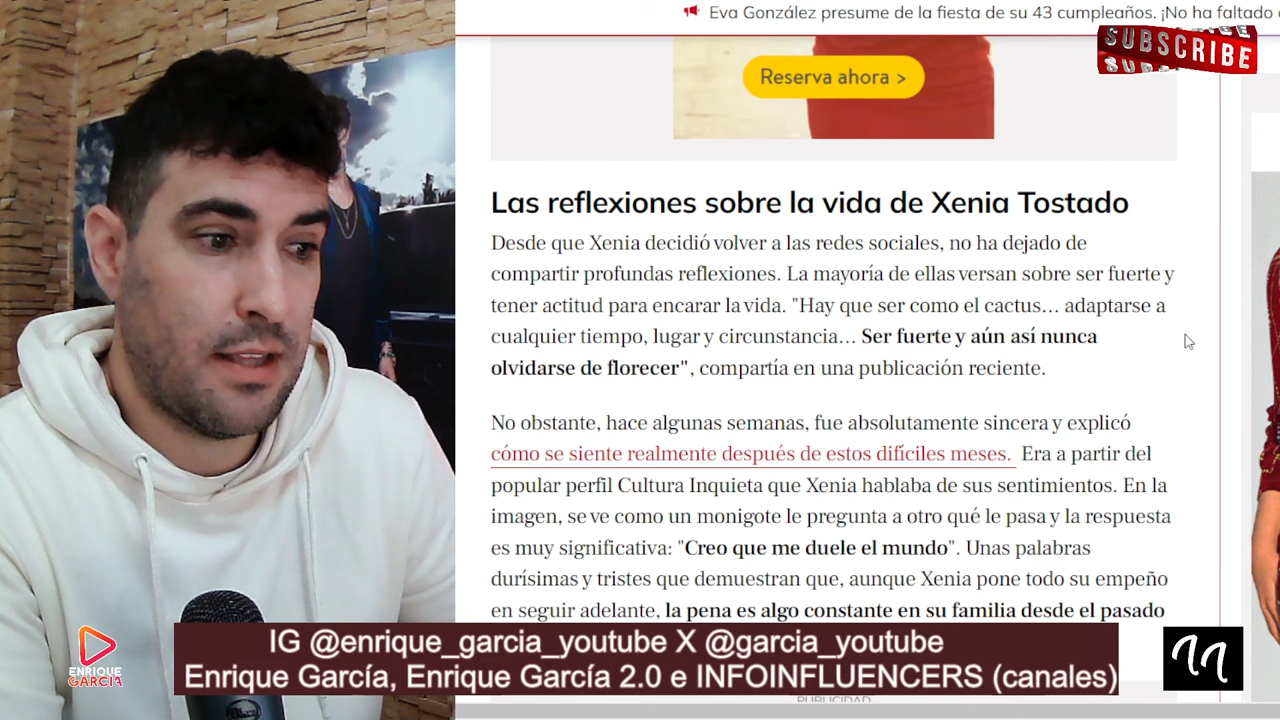 Eva González presume de la fiesta de su 43 cumpleaños. ¡No ha faltado
SUBSCRIBE
Reserva ahora >
Las reflexiones sobre la vida de Xenia Tostado
Desde que Xenia decidió volver a las redes sociales, no ha dejado de
compartir profundas reflexiones. La mayoría de ellas versan sobre ser fuerte y
tener actitud para encarar la vida. "Hay que ser como el cactus... adaptarse a
cualquier tiempo, lugar y circunstancia... Ser fuerte y aún así nunca
olvidarse de florecer", compartía en una publicación reciente.
No obstante, hace algunas semanas, fue absolutamente sincera y explicó
cómo se siente realmente después de estos difíciles meses. Era a partir del
popular perfil Cultura Inquieta que Xenia hablaba de sus sentimientos. En la
imagen, se ve como un monigote le pregunta a otro qué le pasa y la respuesta
es muy significativa: "Creo que me duele el mundo". Unas palabras
durísimas y tristes que demuestran que, aunque Xenia pone todo su empeño
en seguir adelante, la pena es algo constante en su familia desde el pasado
IG @enrique_garcia_youtube X @garcia_youtube
Enrique García, Enrique García 2.0 e INFOINFLUENCERS (canales)
ENRIQUE
GARCÍA
PUBLICIDAD